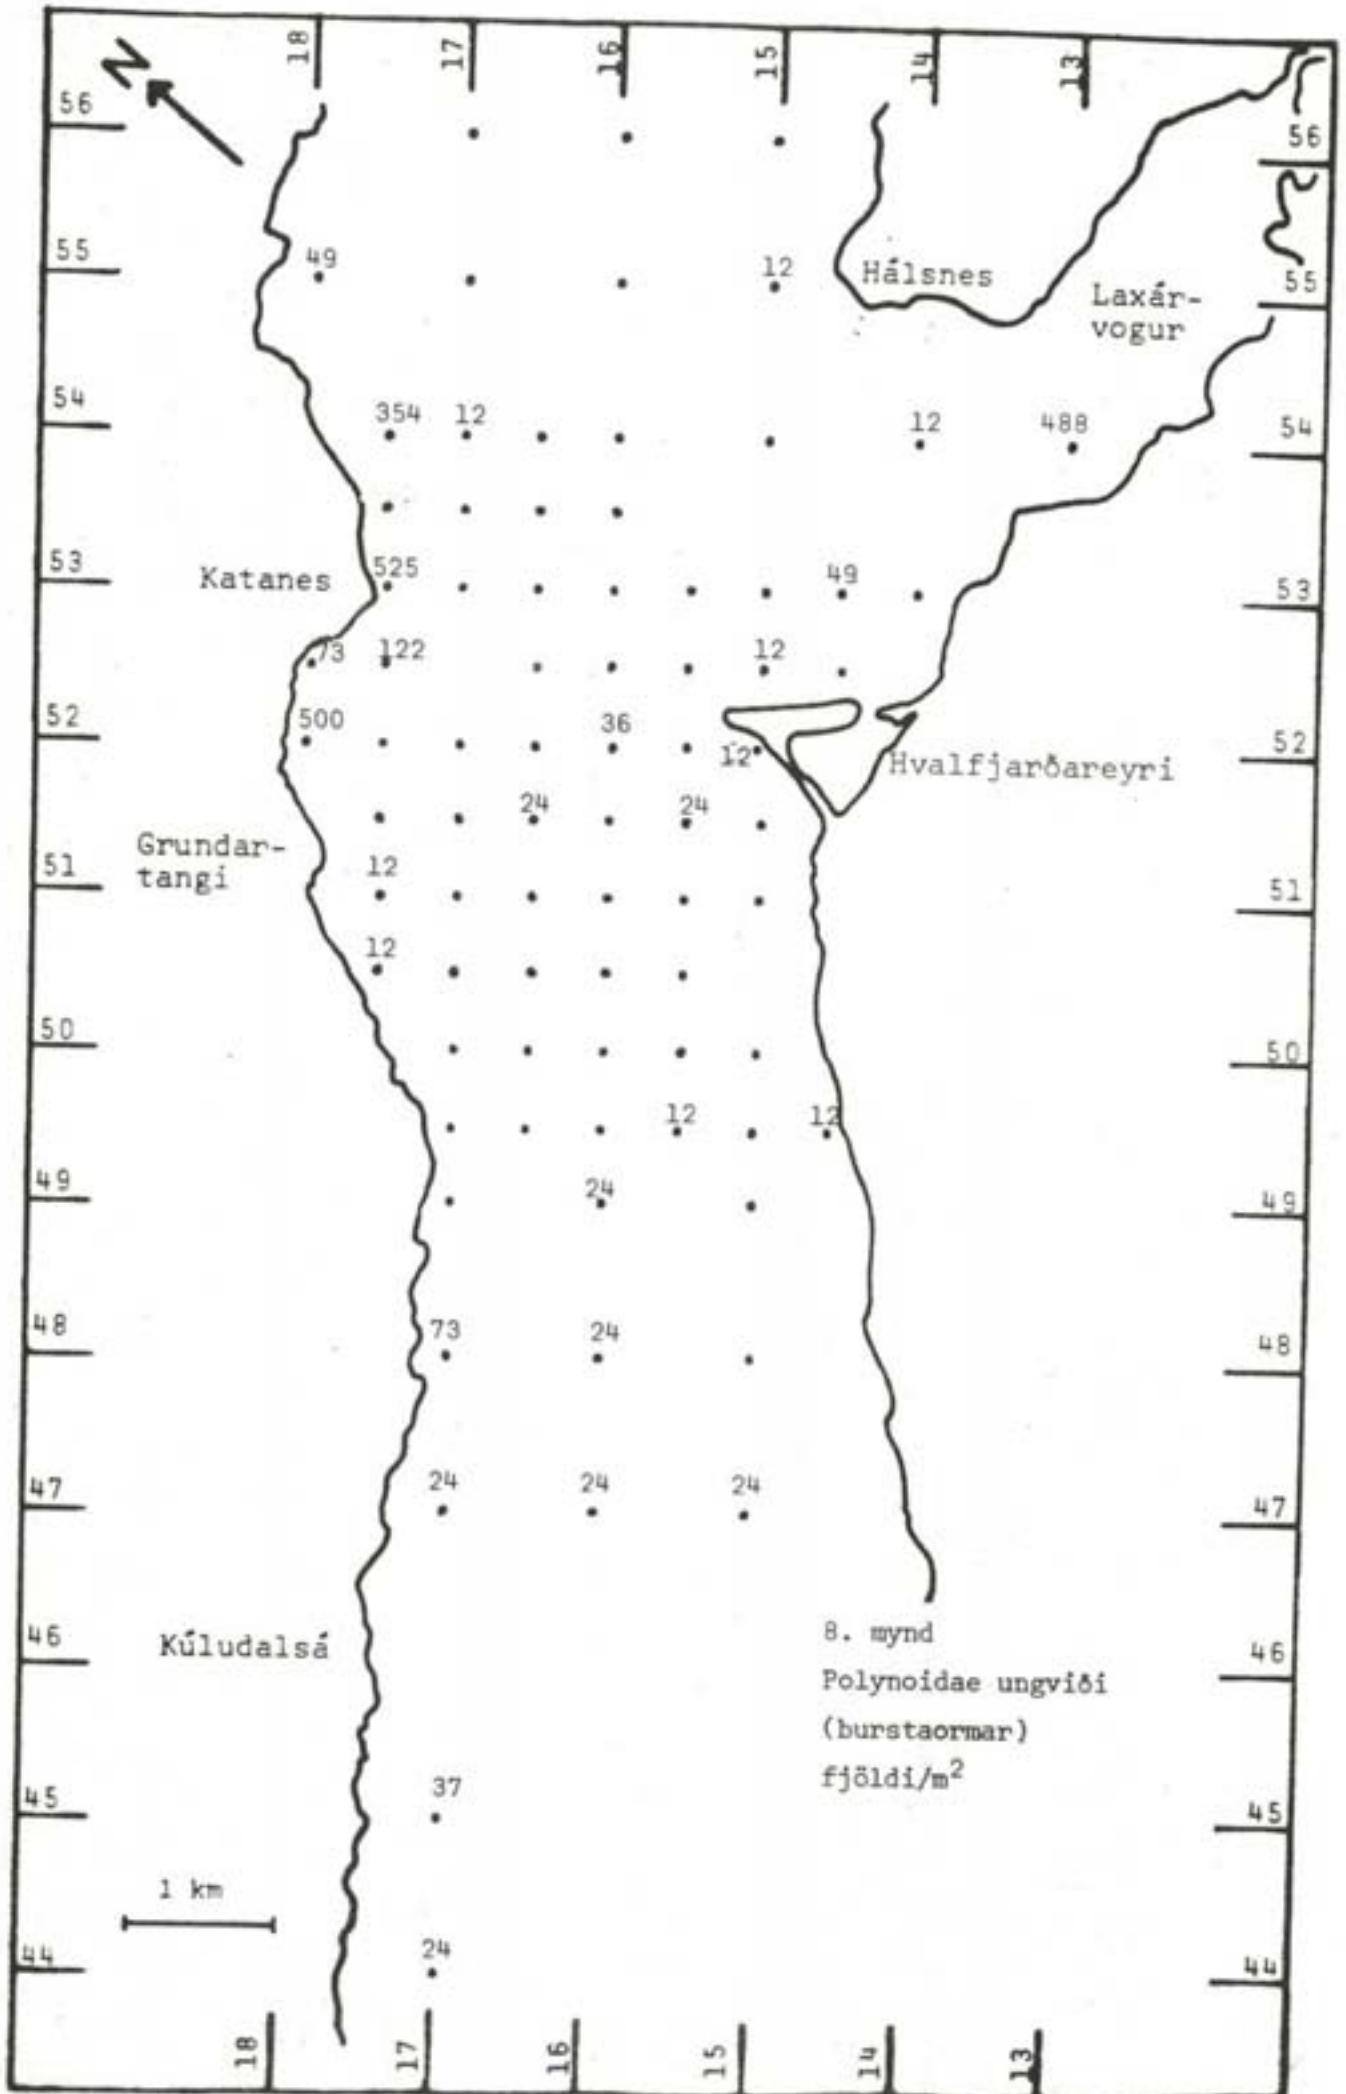 N
18 17 16 15 14 13
56 56
55 49 12 Hálsnes 55
Laxár-
vogur
54 354 12 12 488 54
53 Katanes 525 49 53
73 122 12
52 500 36 12 52
Hvalfjarðareyri
24 24
Grundar-
tangi
51 12 51
12
50 50
12 12
49 24 49
48 73 24 48
47 24 24 24 47
46 Kúludalsá 46
8. mynd
Polynoidae ungviði
(burstaormar)
fjöldi/m²
45 37 45
1 km
44 24 44
18 17 16 15 14 13